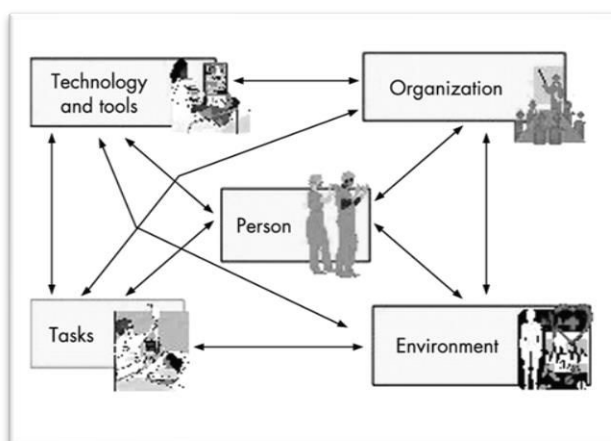 Technology
and tools
Organization
Person
Tasks
Environment